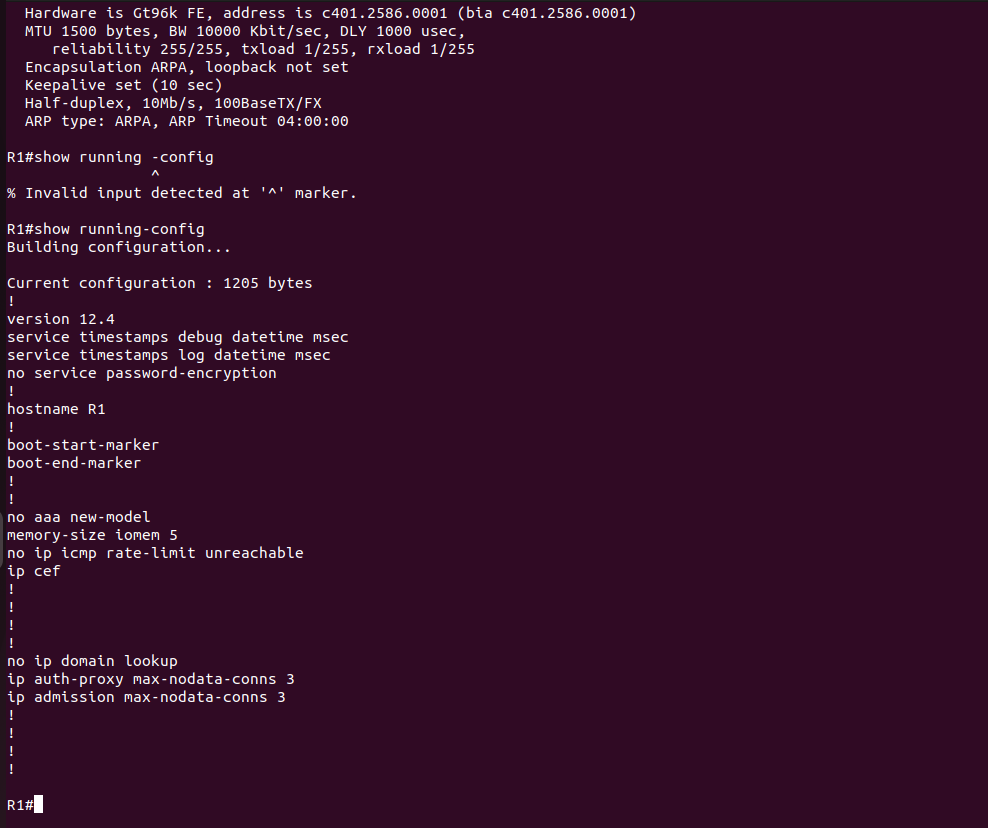 Hardware is Gt96k FE, address is c401.2586.0001 (bia c401.2586.0001)
MTU 1500 bytes, BW 10000 Kbit/sec, DLY 1000 usec,
reliability 255/255, txload 1/255, rxload 1/255
Encapsulation ARPA, loopback not set
Keepalive set (10 sec)
Half-duplex, 10Mb/s, 100BaseTX/FX
ARP type: ARPA, ARP Timeout 04:00:00
R1#show running -config
^
% Invalid input detected at '^' marker.
R1#show running-config
Building configuration...
Current configuration : 1205 bytes
!
version 12.4
service timestamps debug datetime msec
service timestamps log datetime msec
no service password-encryption
!
hostname R1
!
boot-start-marker
boot-end-marker
!
!
no aaa new-model
memory-size iomem 5
no ip icmp rate-limit unreachable
ip cef
!
!
!
!
no ip domain lookup
ip auth-proxy max-nodata-conns 3
ip admission max-nodata-conns 3
!
!
!
!
R1#